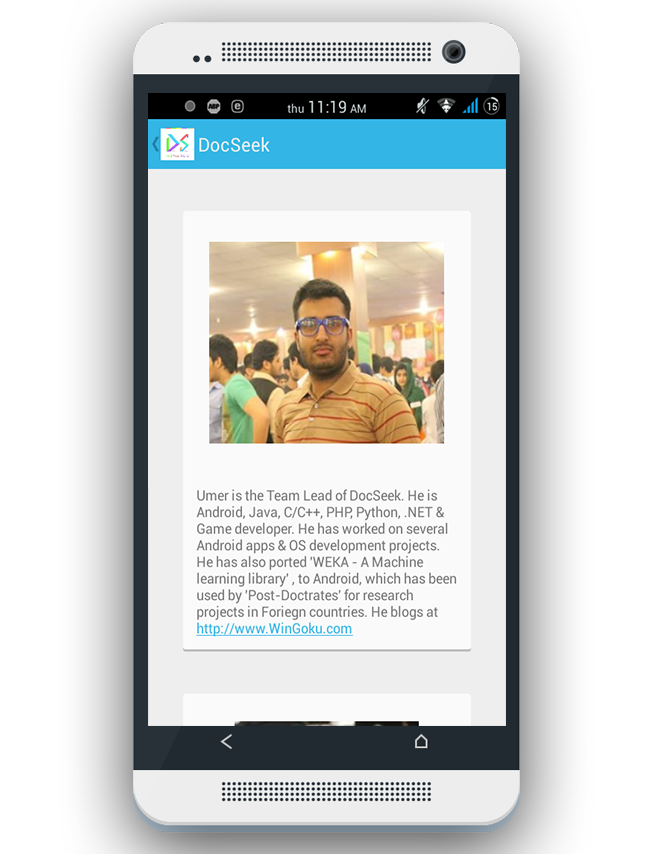 thu 11:19 AM
15
ABP
e
DS
DocSeek
Umer is the Team Lead of DocSeek. He is
Android, Java, C/C++, PHP, Python, .NET &
Game developer. He has worked on several
Android apps & OS development projects.
He has also ported 'WEKA - A Machine
learning library' , to Android, which has been
used by 'Post-Doctrates' for research
projects in Foriegn countries. He blogs at
http://www.WinGoku.com